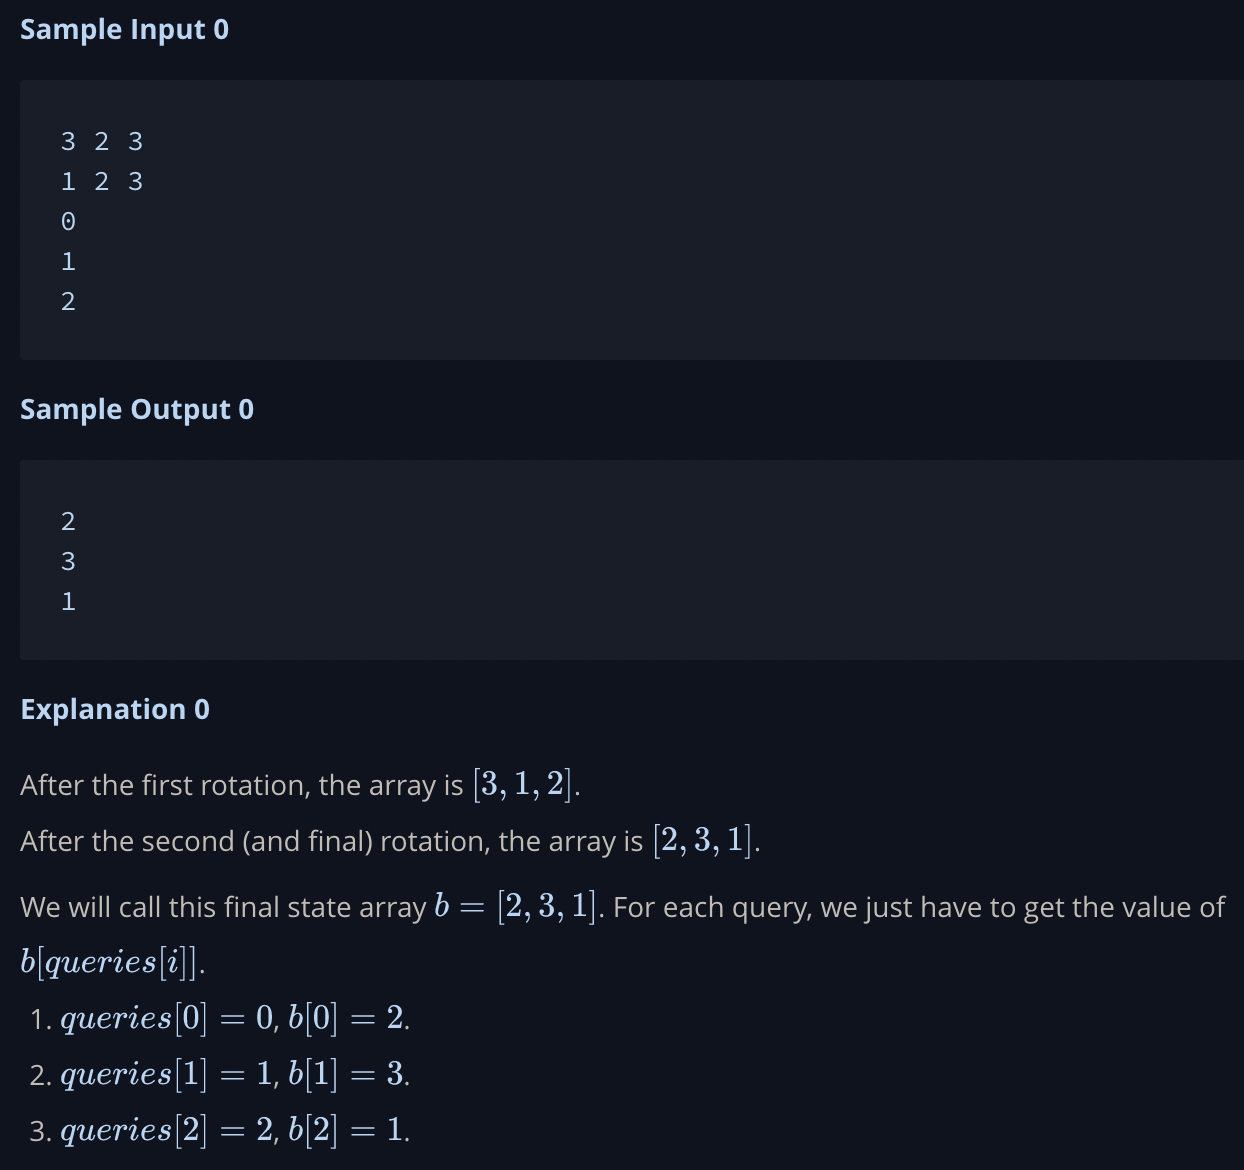 Sample Input 0
3 2 3
1 2 3
0
1
2
Sample Output 0
2
3
1
Explanation 0
After the first rotation, the array is [3, 1, 2].
After the second (and final) rotation, the array is [2, 3, 1].
We will call this final state array b = [2, 3, 1]. For each query, we just have to get the value of
b[queries[i]].
1. queries[0] = 0, b[0] = 2.
2. queries[1] = 1, b[1] = 3.
3. queries[2] = 2, b[2] = 1.